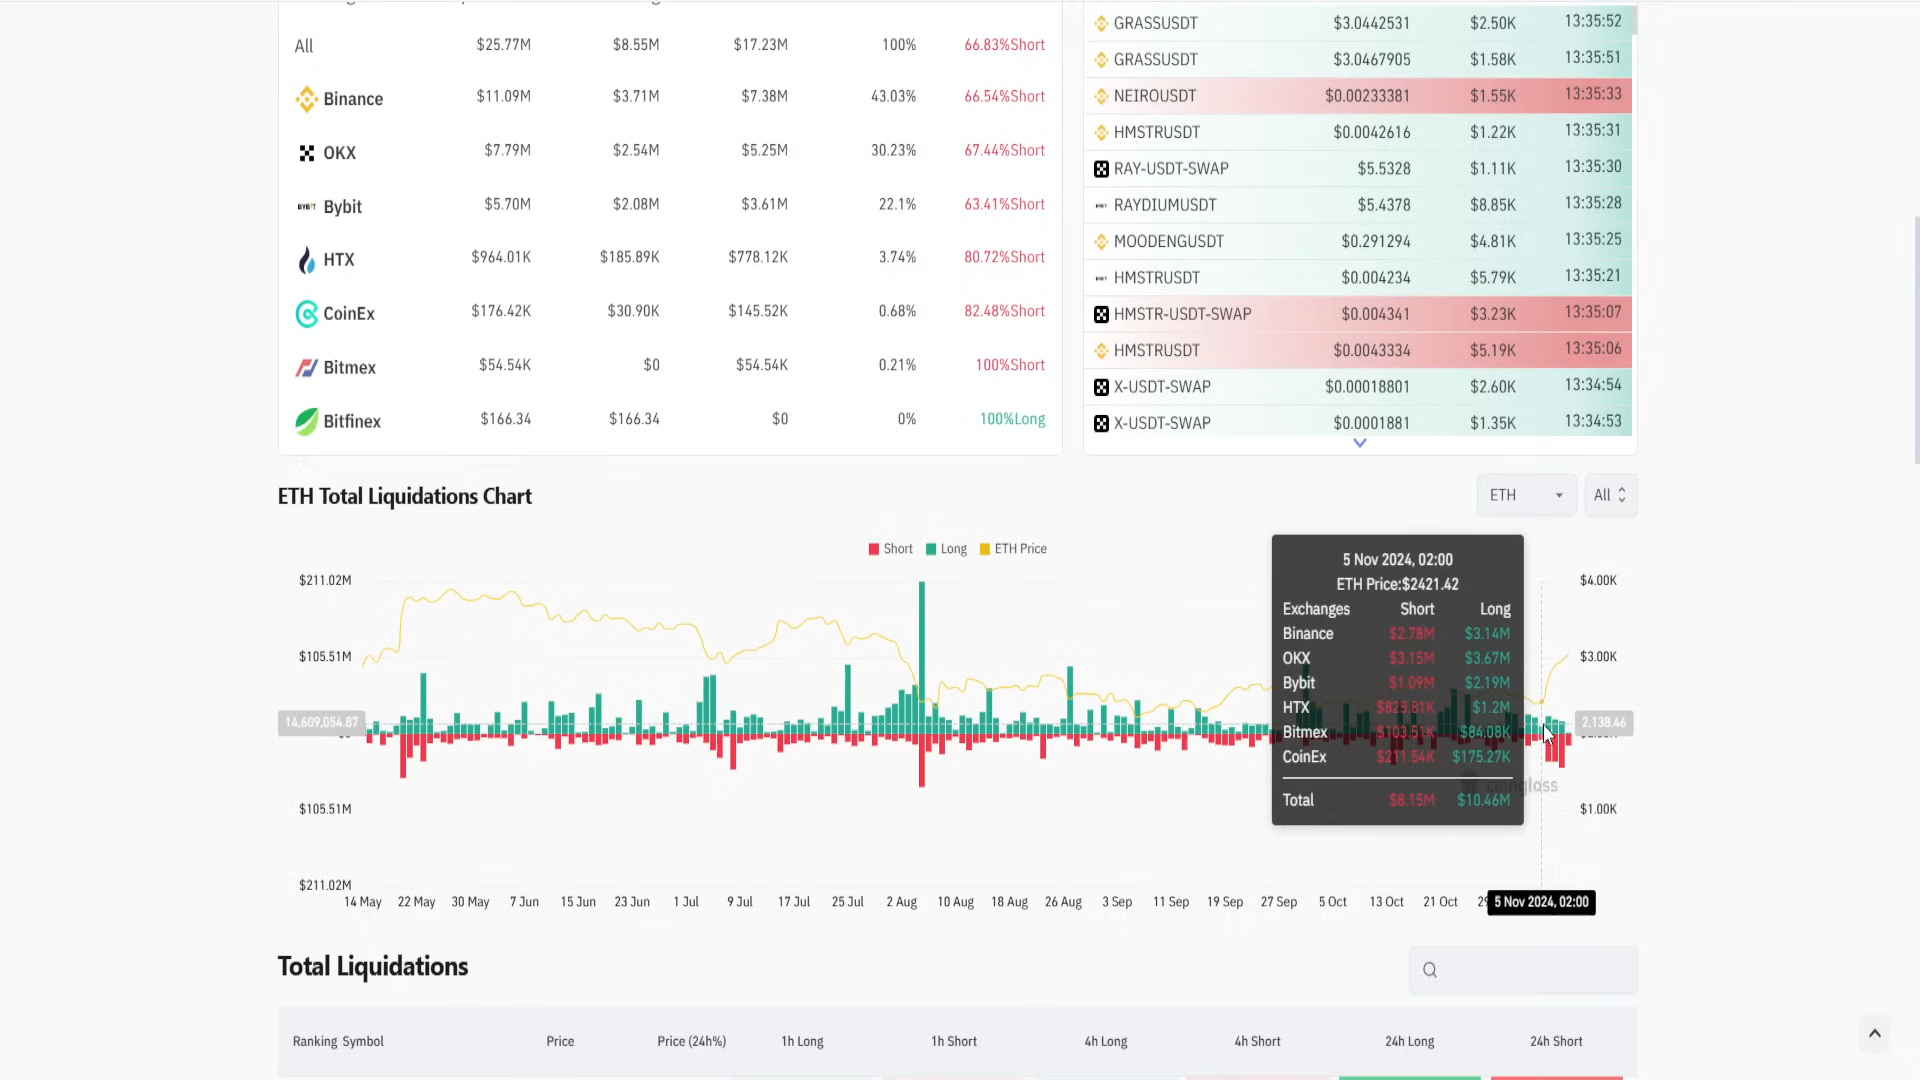 All $25.77M $8.55M $17.23M 100% 66.83%Short
Binance $11.09M $3.71M $7.38M 43.03% 66.54%Short
OKX $7.79M $2.54M $5.25M 30.23% 67.44%Short
BYBIT Bybit $5.70M $2.08M $3.61M 22.1% 63.41%Short
HTX $964.01K $185.89K $778.12K 3.74% 80.72%Short
CoinEx $176.42K $30.90K $145.52K 0.68% 82.48%Short
Bitmex $54.54K $0 $54.54K 0.21% 100%Short
Bitfinex $166.34 $166.34 $0 0% 100%Long
GRASSUSDT $3.0442531 $2.50K 13:35:52
GRASSUSDT $3.0467905 $1.58K 13:35:51
NEIROUSDT $0.00233381 $1.55K 13:35:33
HMSTRUSDT $0.0042616 $1.22K 13:35:31
RAY-USDT-SWAP $5.5328 $1.11K 13:35:30
RAYDIUMUSDT $5.4378 $8.85K 13:35:28
MOODENGUSDT $0.291294 $4.81K 13:35:25
HMSTRUSDT $0.004234 $5.79K 13:35:21
HMSTR-USDT-SWAP $0.004341 $3.23K 13:35:07
HMSTRUSDT $0.0043334 $5.19K 13:35:06
X-USDT-SWAP $0.00018801 $2.60K 13:34:54
X-USDT-SWAP $0.0001881 $1.35K 13:34:53
ETH Total Liquidations Chart
ETH All
Short Long ETH Price
$211.02M
$105.51M
14,609,054.87
$105.51M
$211.02M
5 Nov 2024, 02:00
ETH Price:$2421.42
Exchanges Short Long
Binance $2.78M $3.14M
OKX $3.15M $3.67M
Bybit $1.09M $2.19M
HTX $825.81K $1.2M
Bitmex $103.51K $84.08K
CoinEx $211.54K $175.27K
Total $8.15M $10.46M
coinglass
$4.00K
$3.00K
2,138.46
$1.00K
14 May 22 May 30 May 7 Jun 15 Jun 23 Jun 1 Jul 9 Jul 17 Jul 25 Jul 2 Aug 10 Aug 18 Aug 26 Aug 3 Sep 11 Sep 19 Sep 27 Sep 5 Oct 13 Oct 21 Oct 5 Nov 2024, 02:00
Total Liquidations
Ranking Symbol Price Price (24h%) 1h Long 1h Short 4h Long 4h Short 24h Long 24h Short